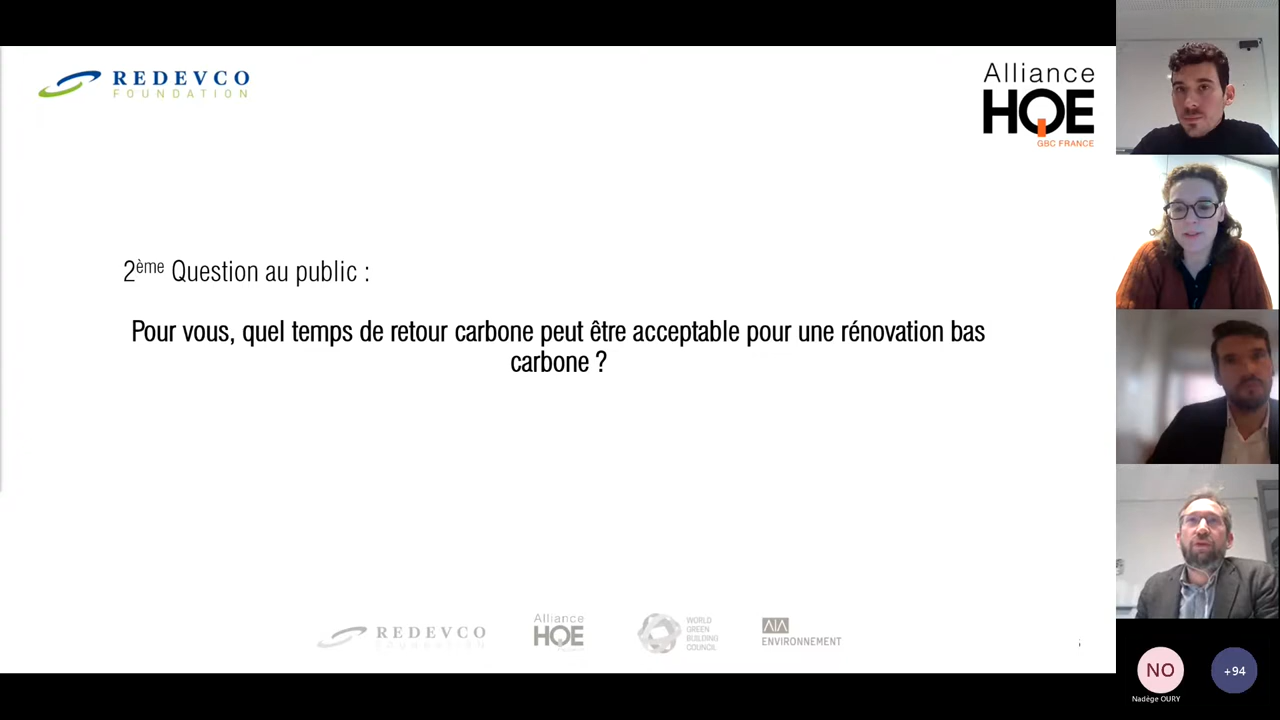 REDEVCO
FOUNDATION
Alliance
HQE
GBC FRANCE
2ème Question au public :
Pour vous, quel temps de retour carbone peut être acceptable pour une rénovation bas
carbone ?
REDEVCO
FOUNDATION
Alliance
HQE
WORLD
GREEN
BUILDING
COUNCIL
AIA
ENVIRONNEMENT
NO
+94
Nadège OURY